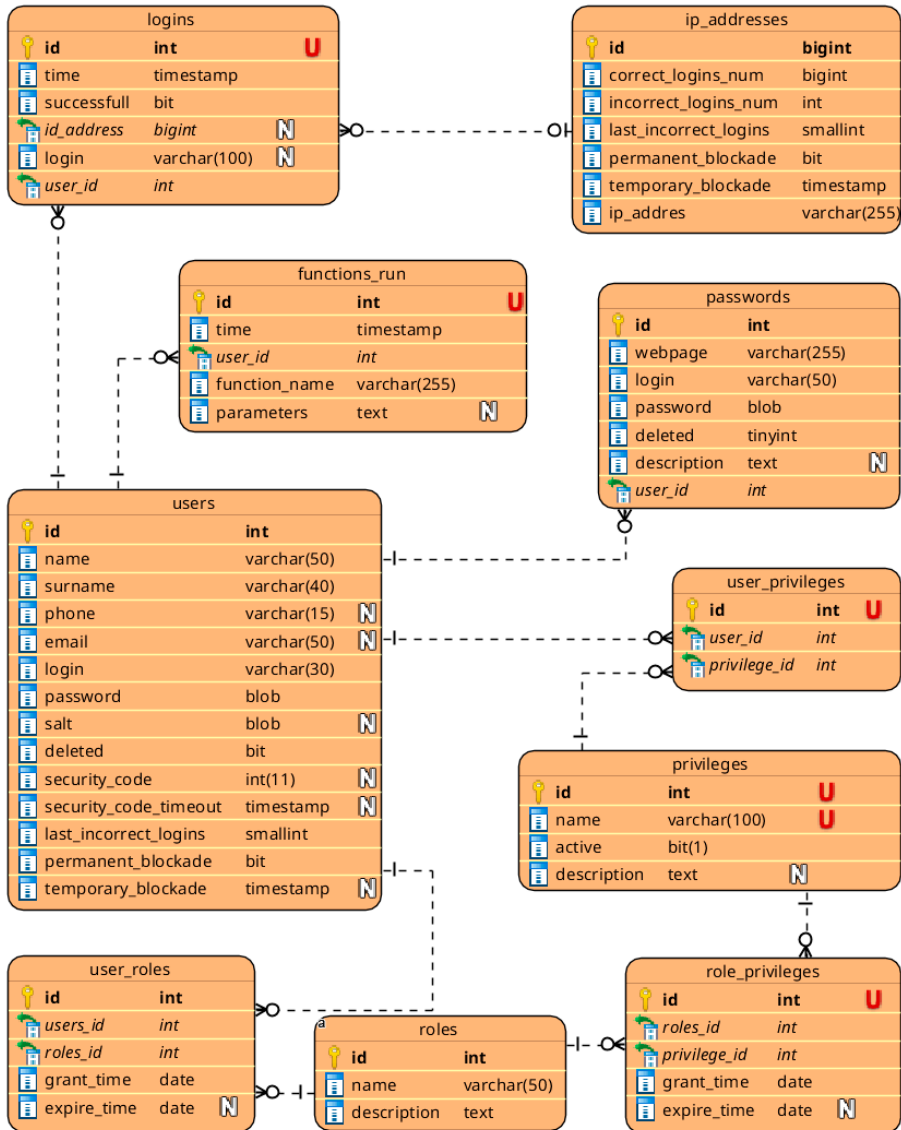 logins
id int U
time timestamp
successfull bit
id_address bigint N
login varchar(100) N
user_id int
ip_addresses
id bigint
correct_logins_num bigint
incorrect_logins_num int
last_incorrect_logins smallint
permanent_blockade bit
temporary_blockade timestamp
ip_addres varchar(255)
functions_run
id int U
time timestamp
user_id int
function_name varchar(255)
parameters text N
passwords
id int
webpage varchar(255)
login varchar(50)
password blob
deleted tinyint
description text N
user_id int
users
id int
name varchar(50)
surname varchar(40)
phone varchar(15) N
email varchar(50) N
login varchar(30)
password blob
salt blob N
deleted bit
security_code int(11) N
security_code_timeout timestamp N
last_incorrect_logins smallint
permanent_blockade bit
temporary_blockade timestamp N
user_privileges
id int U
user_id int
privilege_id int
privileges
id int U
name varchar(100) U
active bit(1)
description text N
user_roles
id int
users_id int
roles_id int
grant_time date
expire_time date N
a
roles
id int
name varchar(50)
description text
role_privileges
id int U
roles_id int
privilege_id int
grant_time date
expire_time date N